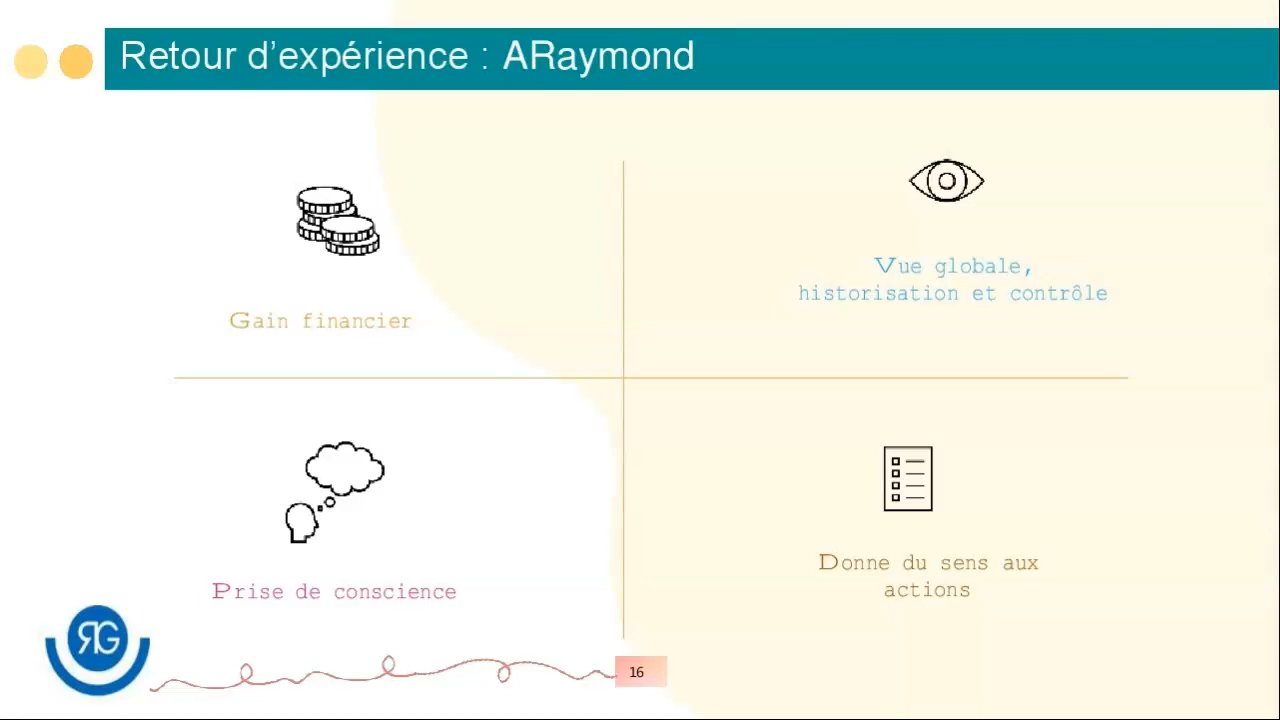 Retour d’expérience : ARaymond
Gain financier
Vue globale,
historisation et contrôle
Prise de conscience
Donne du sens aux
actions
RG
16